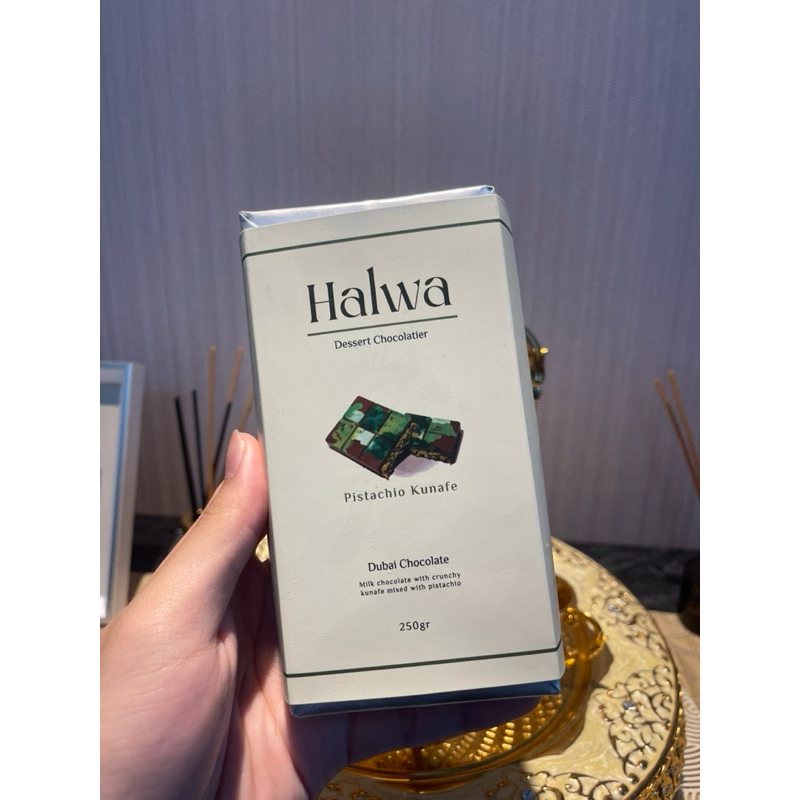 Halwa
Dessert Chocolatier
Pistachio Kunafe
Dubai Chocolate
Milk chocolate with crunchy
kunafe mixed with pistachio
250gr